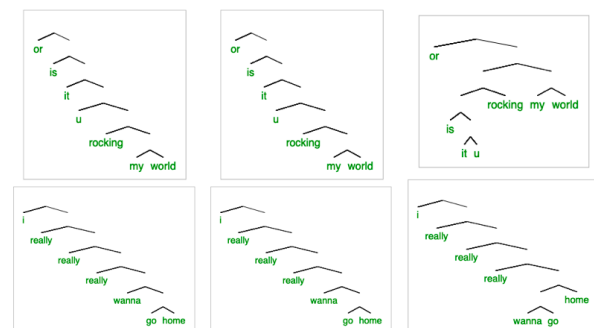 or
is
it
u
rocking
my world
or
is
it
u
rocking
my world
or
rocking my world
is
it u
i
really
really
really
wanna
go home
i
really
really
really
wanna
go home
i
really
really
really
home
wanna go